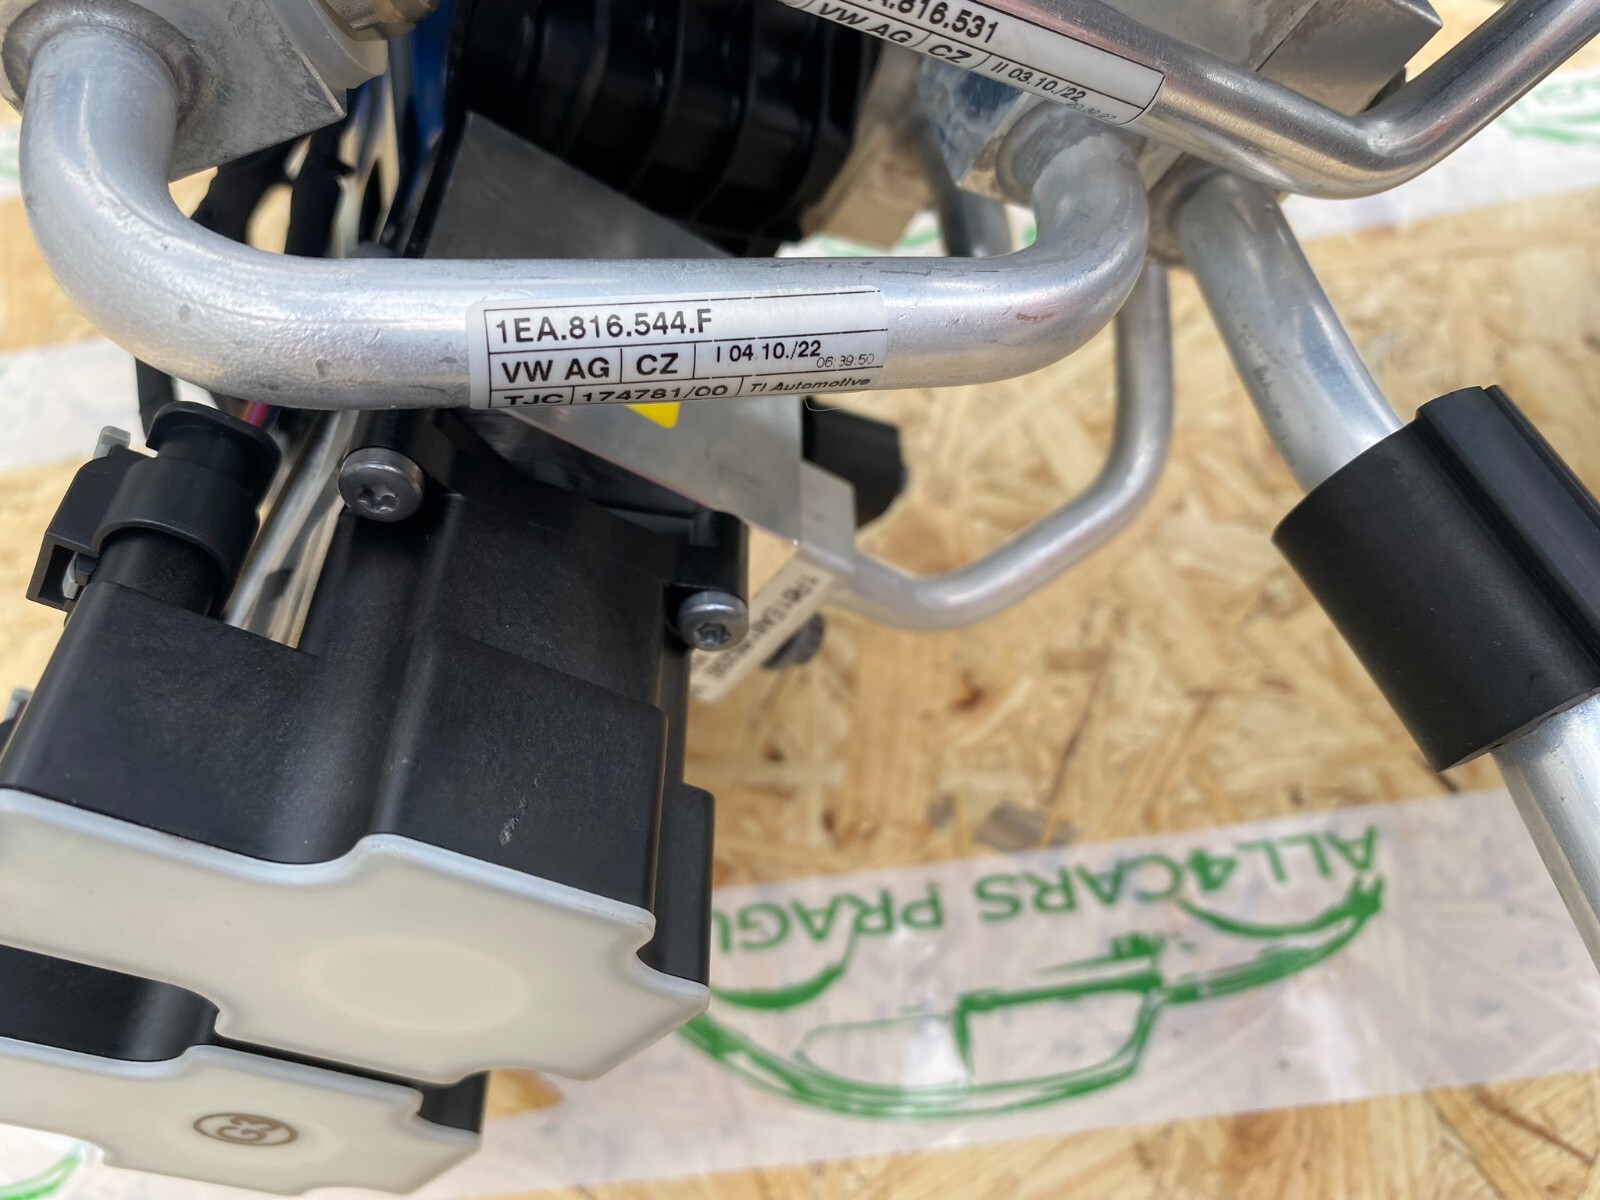 .816.531
VW AG CZ II 03.10./22
1EA.816.544.F
VW AG CZ I 04.10./22 06:39:50
TJC 174781/00 TI Automotive
ALL4CARS PRAGU
G3